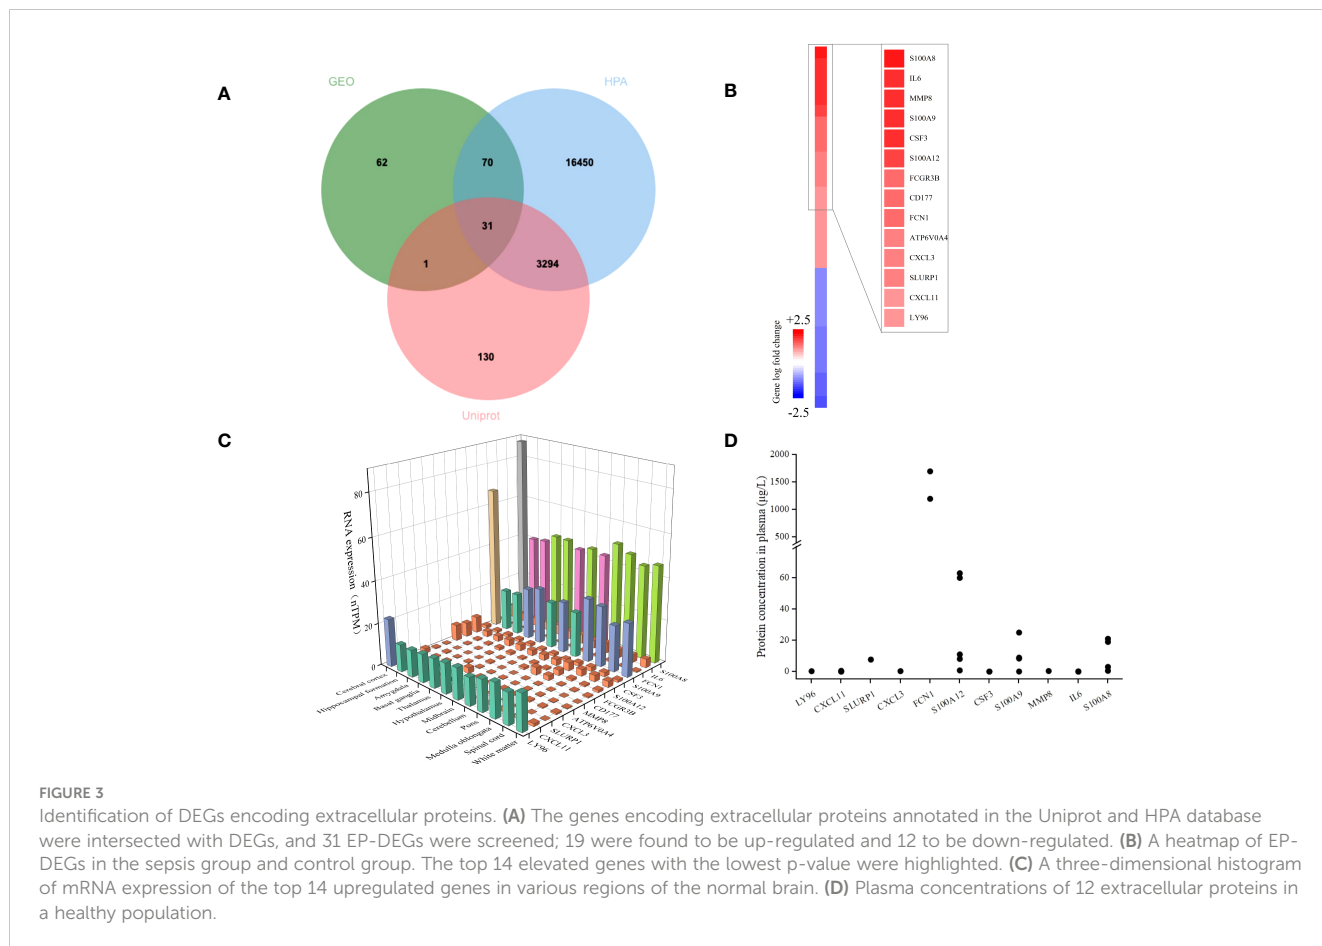 A
GEO
HPA
62
70
16450
31
1
3294
130
Uniprot
B
S100A8
IL6
MMP8
S100A9
CSF3
S100A12
FCGR3B
CD177
FCN1
ATP6V0A4
CXCL3
SLURP1
CXCL11
LY96
Gene log fold change
+2.5
-2.5
C
RNA expression (nTPM)
80
60
40
20
0
Cerebral cortex
Hippocampal formation
Amygdala
Basal ganglia
Thalamus
Hypothalamus
Midbrain
Cerebellum
Pons
Medulla oblongata
Spinal cord
White matter
LY96
CXCL11
SLURP1
CXCL3
ATP6V0A4
MMP8
CD177
FCGR3B
S100A12
CSF3
S100A9
FCN1
IL6
S100A8
D
Protein concentration in plasma (μg/L)
2000
1500
1000
500
60
40
20
0
LY96
CXCL11
SLURP1
CXCL3
FCN1
S100A12
CSF3
S100A9
MMP8
IL6
S100A8
FIGURE 3
Identification of DEGs encoding extracellular proteins. (A) The genes encoding extracellular proteins annotated in the Uniprot and HPA database
were intersected with DEGs, and 31 EP-DEGs were screened; 19 were found to be up-regulated and 12 to be down-regulated. (B) A heatmap of EP-
DEGs in the sepsis group and control group. The top 14 elevated genes with the lowest p-value were highlighted. (C) A three-dimensional histogram
of mRNA expression of the top 14 upregulated genes in various regions of the normal brain. (D) Plasma concentrations of 12 extracellular proteins in
a healthy population.